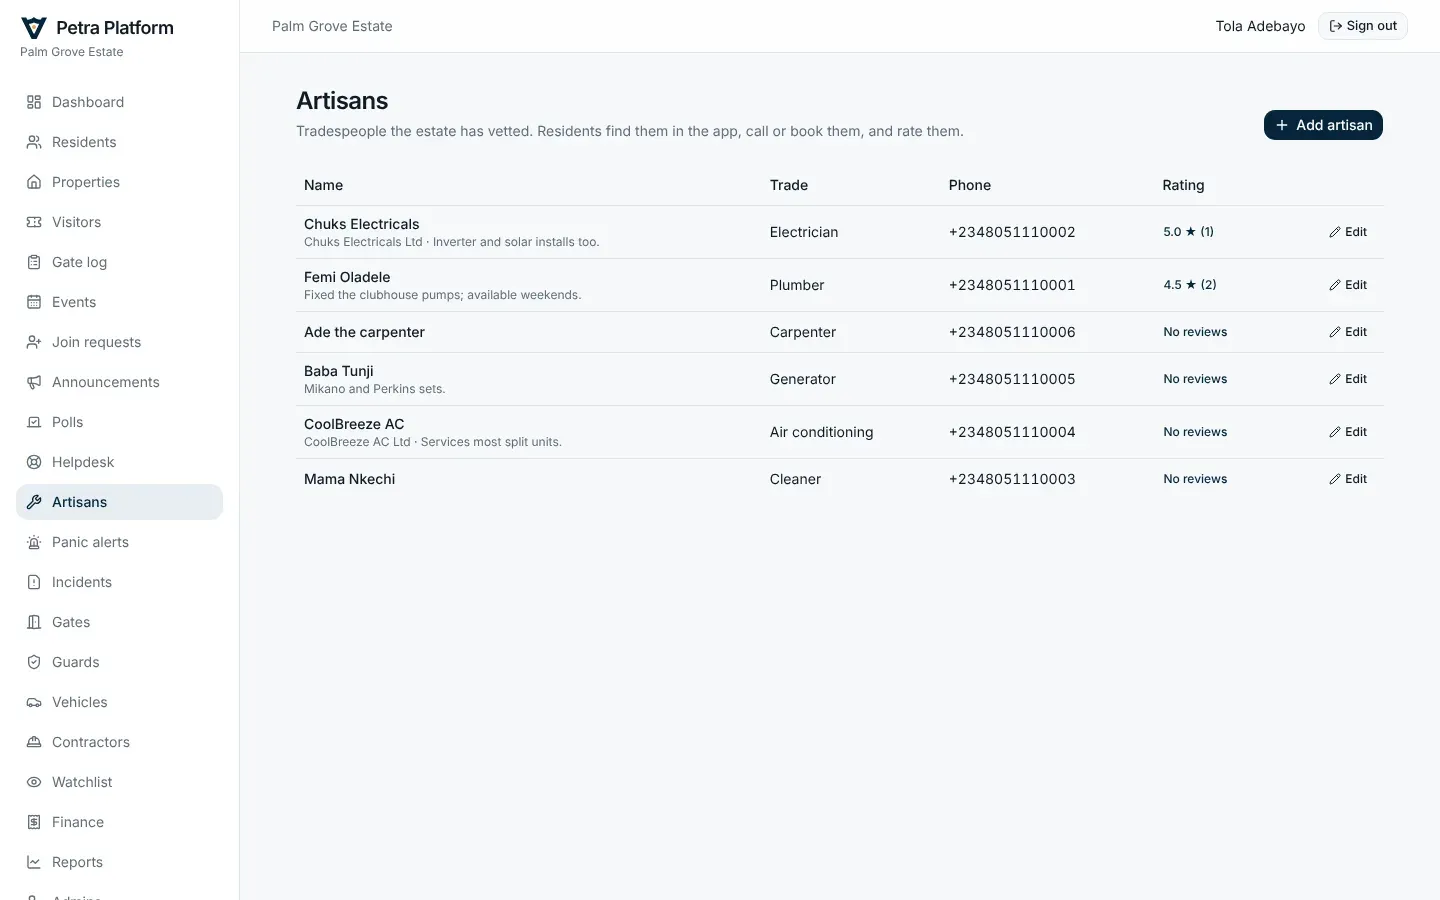 Petra Platform
Palm Grove Estate
Dashboard
Residents
Properties
Visitors
Gate log
Events
Join requests
Announcements
Polls
Helpdesk
Artisans
Panic alerts
Incidents
Gates
Guards
Vehicles
Contractors
Watchlist
Finance
Reports
Palm Grove Estate
Tola Adebayo
Sign out
Artisans
Tradespeople the estate has vetted. Residents find them in the app, call or book them, and rate them.
Add artisan
Name Trade Phone Rating
Chuks Electricals
Chuks Electricals Ltd · Inverter and solar installs too.
Electrician +2348051110002 5.0 ★ (1) Edit
Femi Oladele
Fixed the clubhouse pumps; available weekends.
Plumber +2348051110001 4.5 ★ (2) Edit
Ade the carpenter Carpenter +2348051110006 No reviews Edit
Baba Tunji
Mikano and Perkins sets.
Generator +2348051110005 No reviews Edit
CoolBreeze AC
CoolBreeze AC Ltd · Services most split units.
Air conditioning +2348051110004 No reviews Edit
Mama Nkechi Cleaner +2348051110003 No reviews Edit